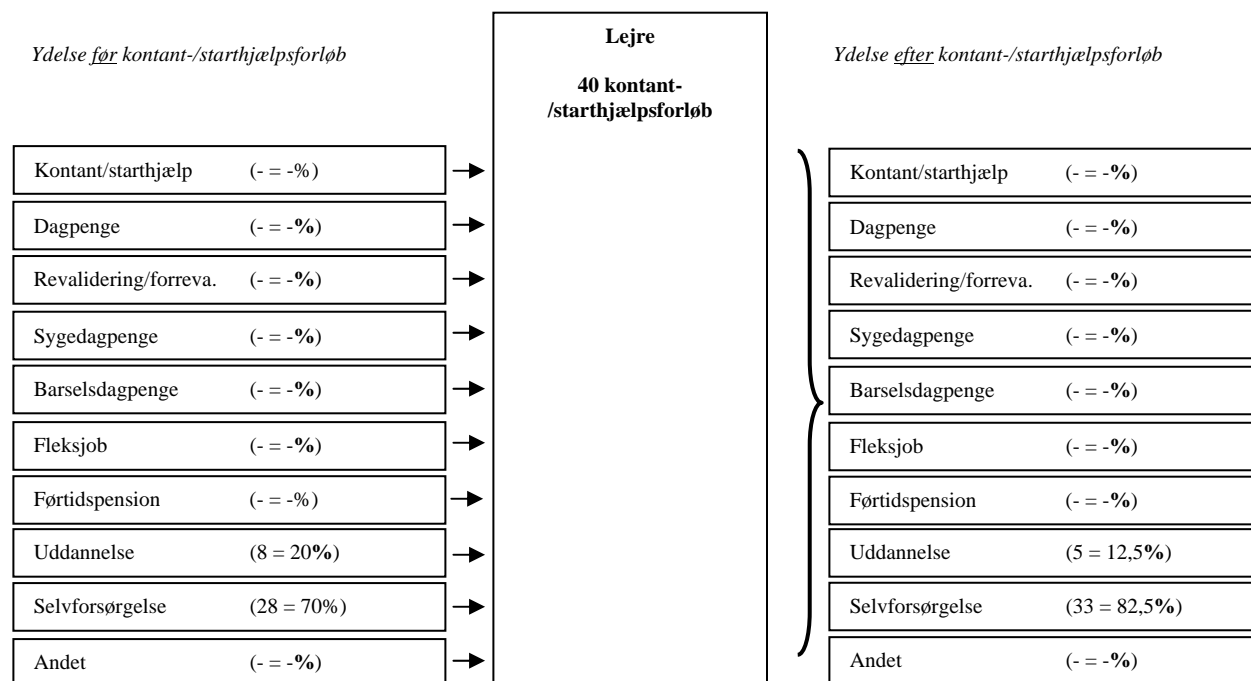 Ydelse før kontant-/starthjælpsforløb
Lejre
40 kontant-
/starthjælpsforløb
Ydelse efter kontant-/starthjælpsforløb
Kontant/starthjælp (- = -%)
Dagpenge (- = -%)
Revalidering/forreva. (- = -%)
Sygedagpenge (- = -%)
Barselsdagpenge (- = -%)
Fleksjob (- = -%)
Førtidspension (- = -%)
Uddannelse (8 = 20%)
Selvforsørgelse (28 = 70%)
Andet (- = -%)
Kontant/starthjælp (- = -%)
Dagpenge (- = -%)
Revalidering/forreva. (- = -%)
Sygedagpenge (- = -%)
Barselsdagpenge (- = -%)
Fleksjob (- = -%)
Førtidspension (- = -%)
Uddannelse (5 = 12,5%)
Selvforsørgelse (33 = 82,5%)
Andet (- = -%)